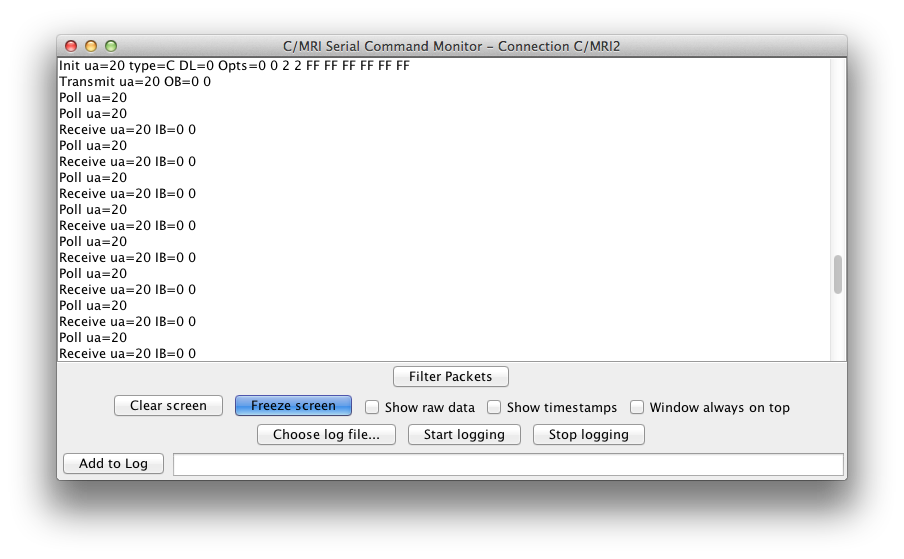 C/MRI Serial Command Monitor - Connection C/MRI2
Init ua=20 type=C DL=0 Opts=0 0 2 2 FF FF FF FF FF FF
Transmit ua=20 OB=0 0
Poll ua=20
Poll ua=20
Receive ua=20 IB=0 0
Poll ua=20
Receive ua=20 IB=0 0
Poll ua=20
Receive ua=20 IB=0 0
Poll ua=20
Receive ua=20 IB=0 0
Poll ua=20
Receive ua=20 IB=0 0
Poll ua=20
Receive ua=20 IB=0 0
Poll ua=20
Receive ua=20 IB=0 0
Poll ua=20
Receive ua=20 IB=0 0
Filter Packets
Clear screen Freeze screen Show raw data Show timestamps Window always on top
Choose log file... Start logging Stop logging
Add to Log